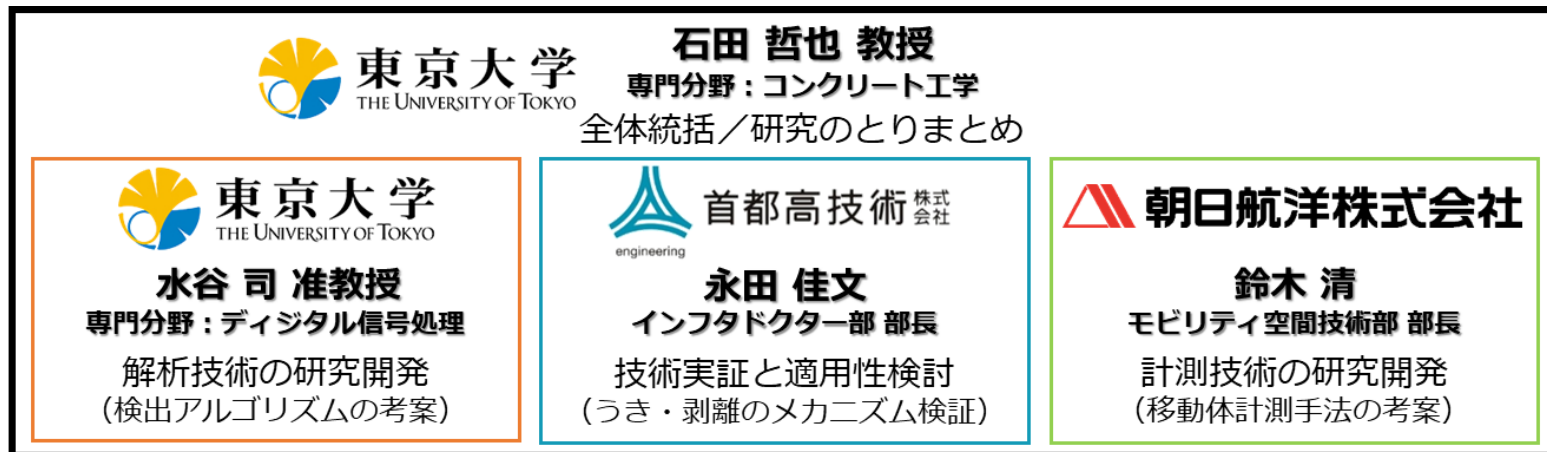 東京大学
THE UNIVERSITY OF TOKYO
石田 哲也 教授
専門分野：コンクリート工学
全体統括／研究のとりまとめ
東京大学
THE UNIVERSITY OF TOKYO
水谷 司 准教授
専門分野：ディジタル信号処理
解析技術の研究開発
（検出アルゴリズムの考案）
首都高技術株式会社
engineering
永田 佳文
インフタドクター部 部長
技術実証と適用性検討
（うき・剥離のメカニズム検証）
朝日航洋株式会社
鈴木 清
モビリティ空間技術部 部長
計測技術の研究開発
（移動体計測手法の考案）